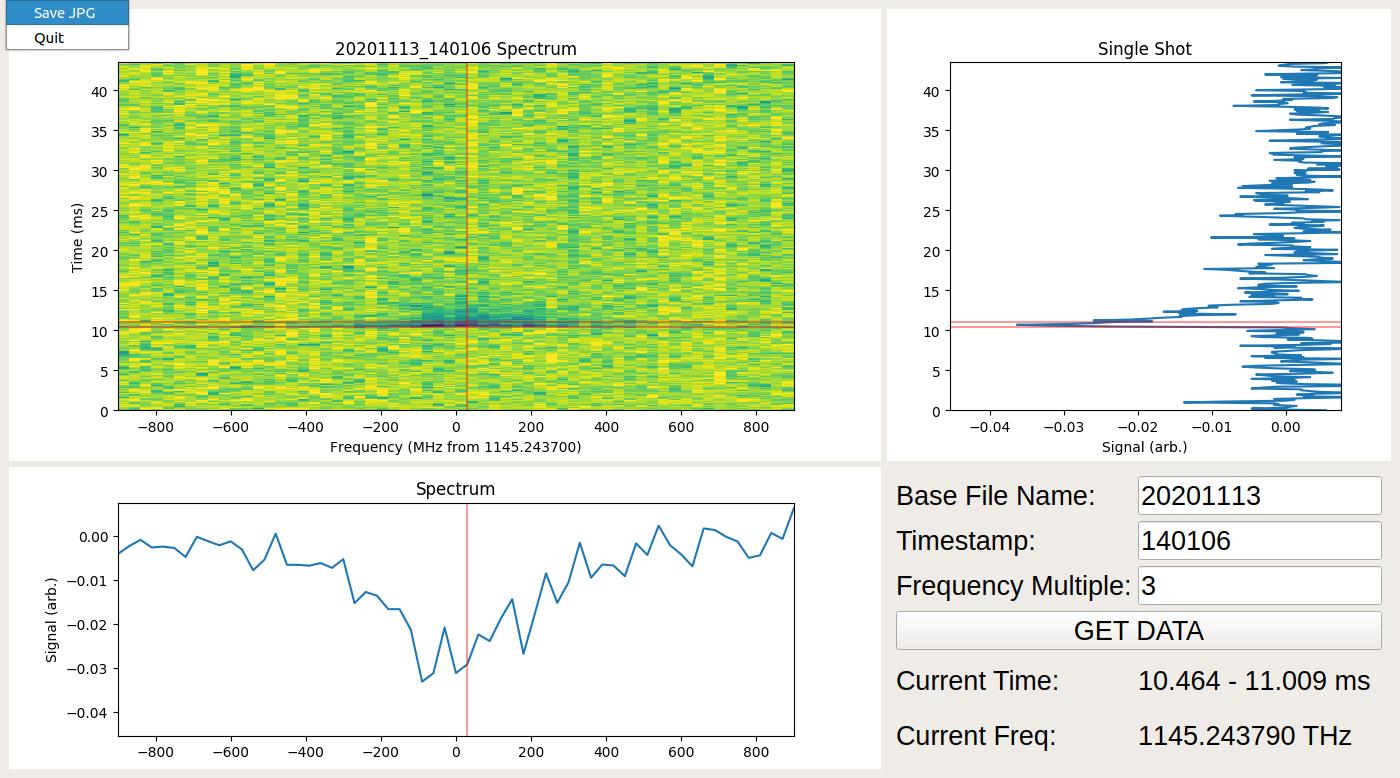 Save JPG
Quit
20201113_140106 Spectrum
Time (ms)
40
35
30
25
20
15
10
5
0
−800 −600 −400 −200 0 200 400 600 800
Frequency (MHz from 1145.243700)
Single Shot
40
35
30
25
20
15
10
5
0
−0.04 −0.03 −0.02 −0.01 0.00
Signal (arb.)
Spectrum
Signal (arb.)
0.00
−0.01
−0.02
−0.03
−0.04
−800 −600 −400 −200 0 200 400 600 800
Base File Name: 20201113
Timestamp: 140106
Frequency Multiple: 3
GET DATA
Current Time: 10.464 - 11.009 ms
Current Freq: 1145.243790 THz